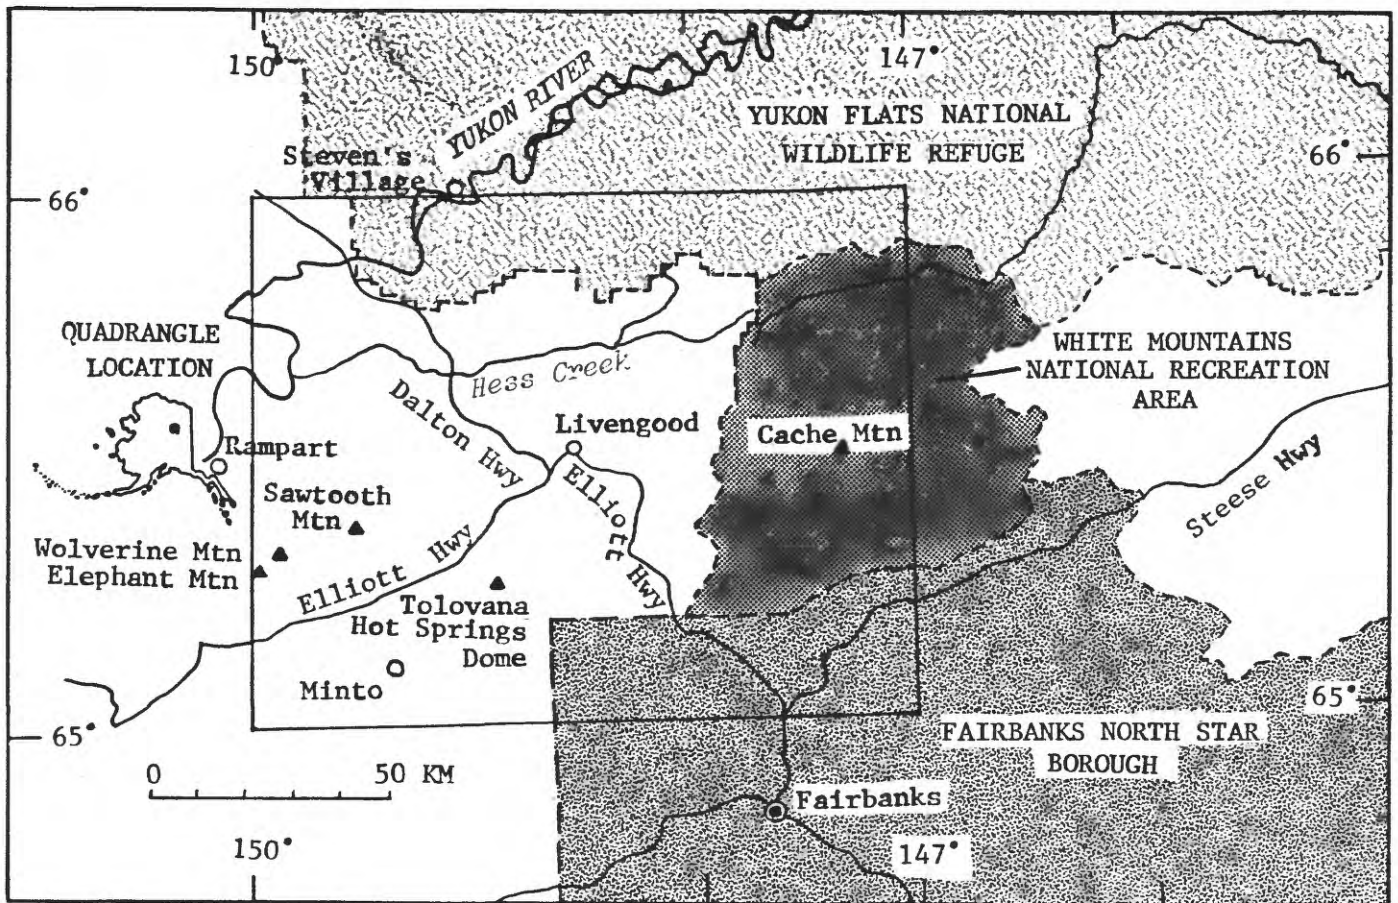 150°
147°
YUKON RIVER
YUKON FLATS NATIONAL
WILDLIFE REFUGE
Steven's
Village
66°
66°
QUADRANGLE
LOCATION
WHITE MOUNTAINS
NATIONAL RECREATION
AREA
Hess Creek
Dalton Hwy
Livengood
Cache Mtn
Rampart
Elliott Hwy
Steese Hwy
Sawtooth
Mtn
Wolverine Mtn
Elephant Mtn
Elliott Hwy
Tolovana
Hot Springs
Dome
Minto
65°
65°
FAIRBANKS NORTH STAR
BOROUGH
0 50 KM
Fairbanks
150°
147°